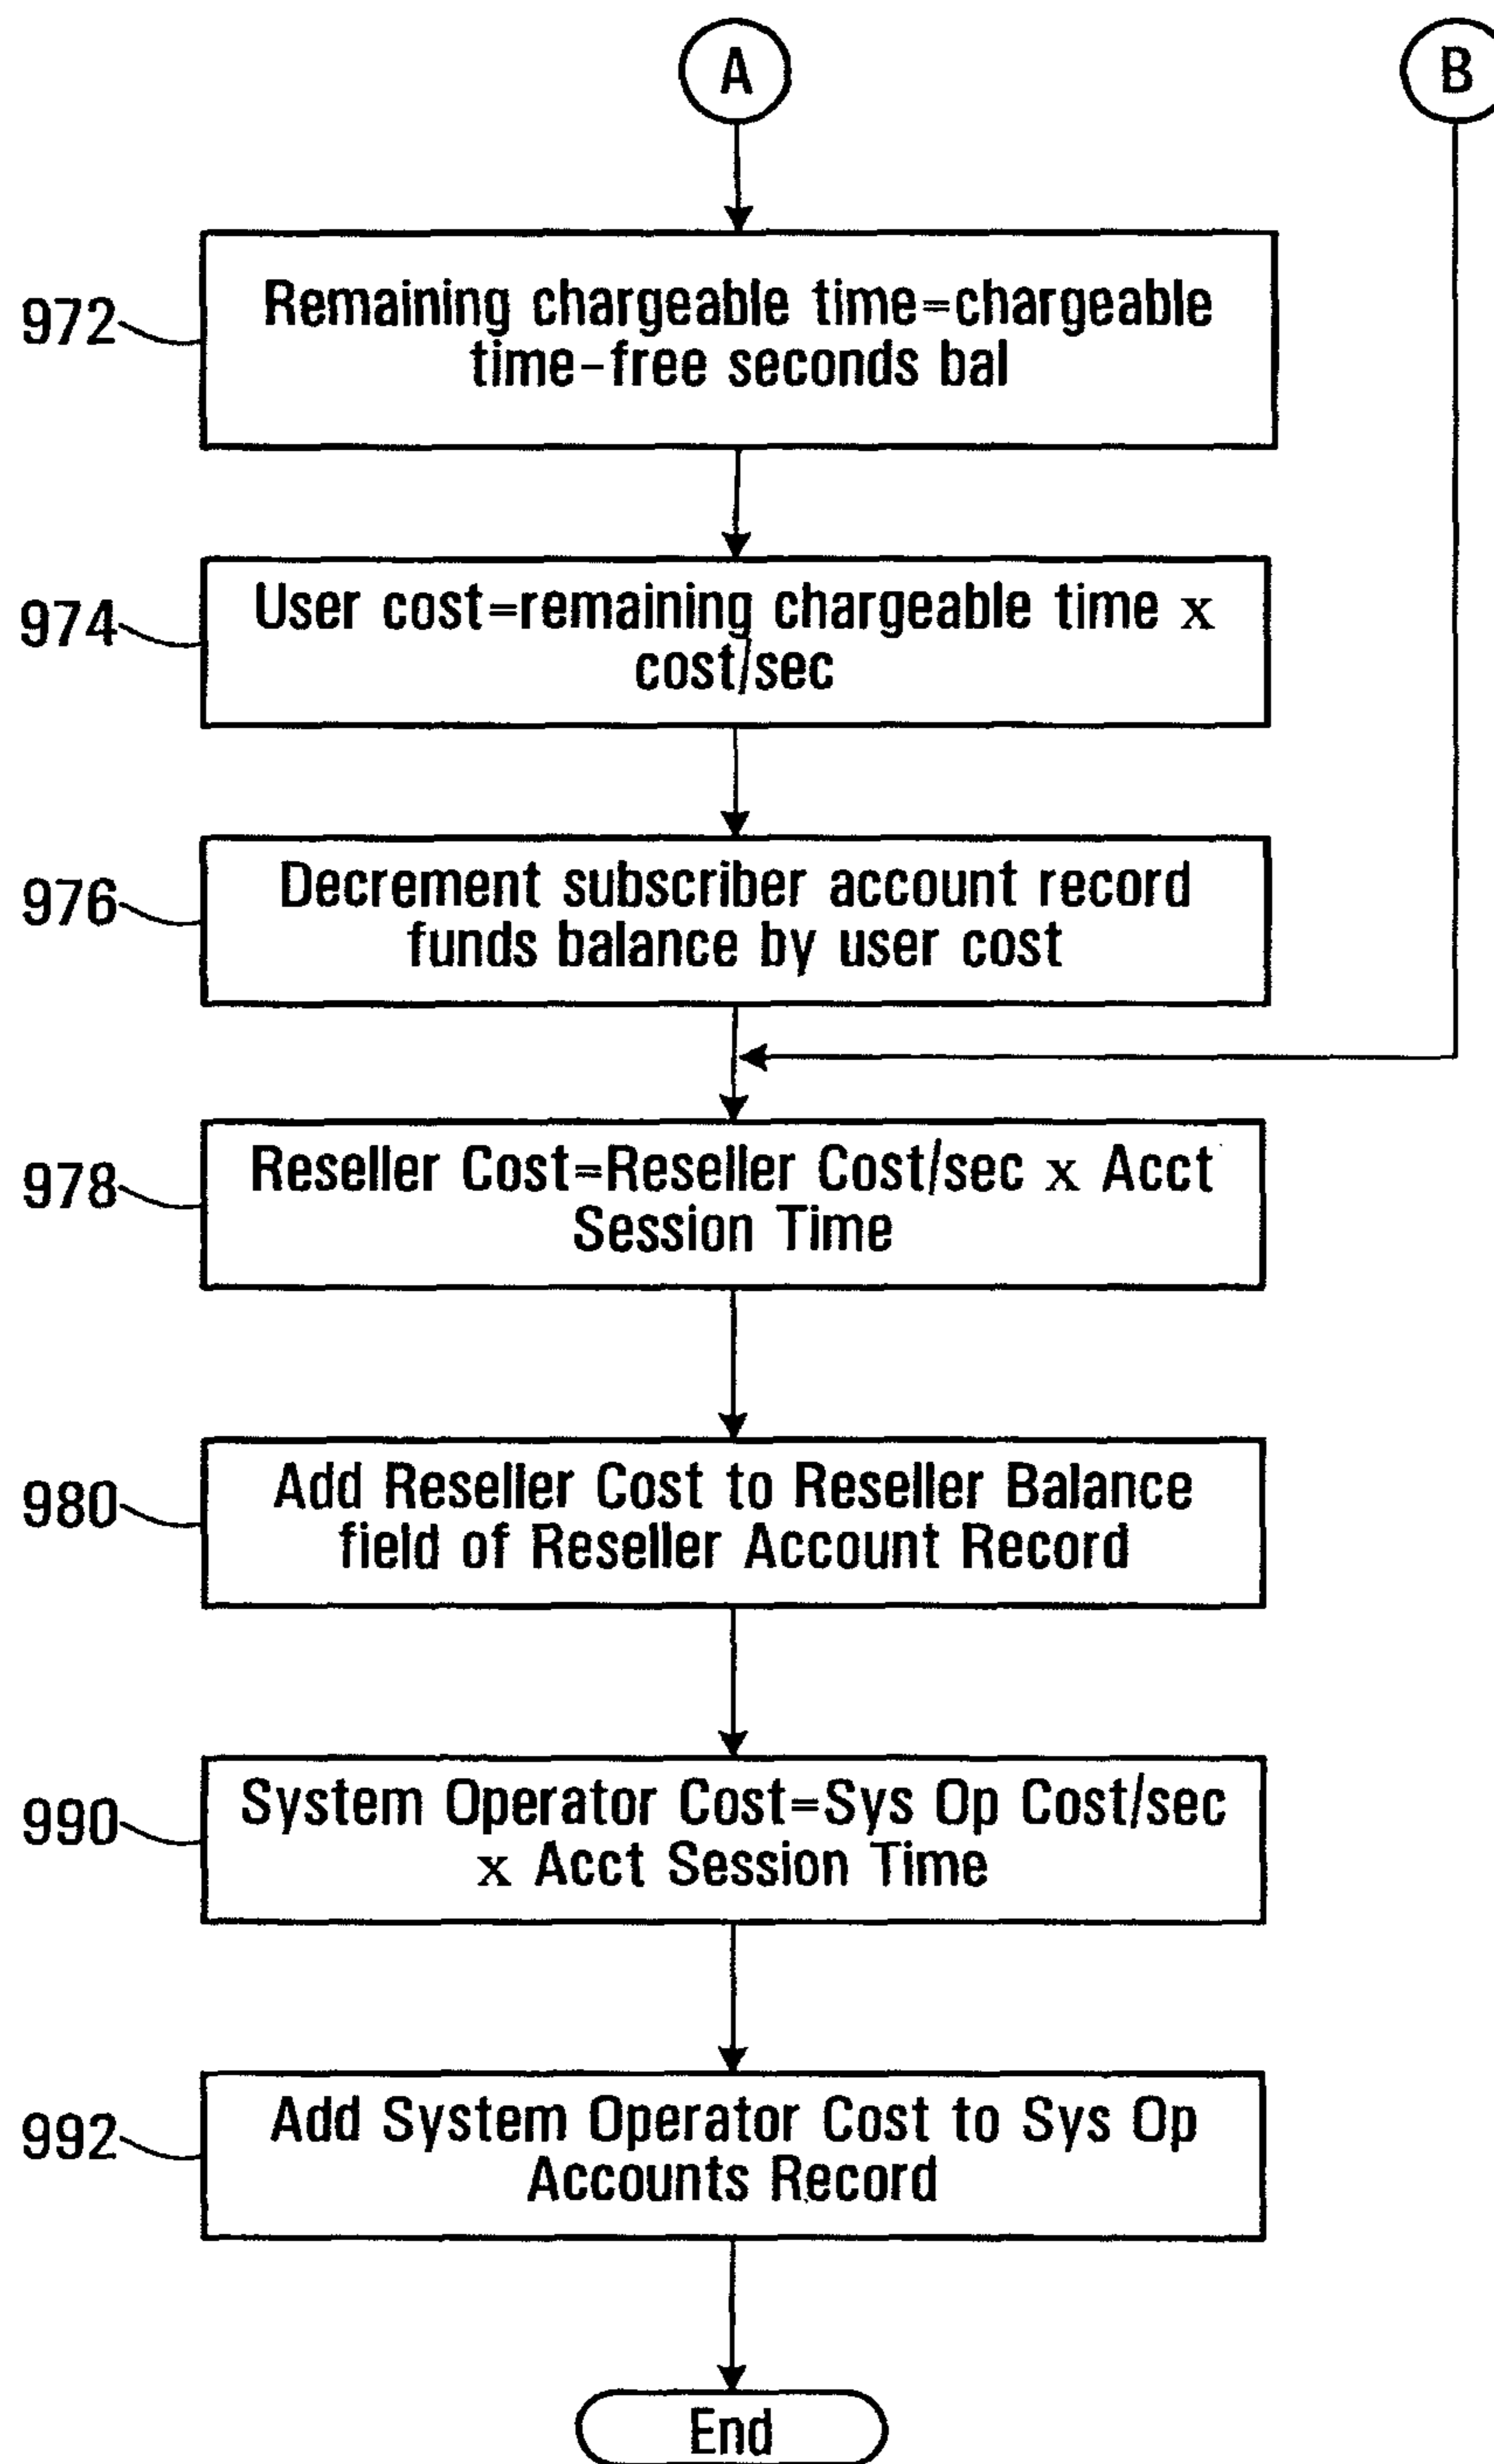 A
B
972
Remaining chargeable time=chargeable
time-free seconds bal
974
User cost=remaining chargeable time x
cost/sec
976
Decrement subscriber account record
funds balance by user cost
978
Reseller Cost=Reseller Cost/sec x Acct
Session Time
980
Add Reseller Cost to Reseller Balance
field of Reseller Account Record
990
System Operator Cost=Sys Op Cost/sec
x Acct Session Time
992
Add System Operator Cost to Sys Op
Accounts Record
End